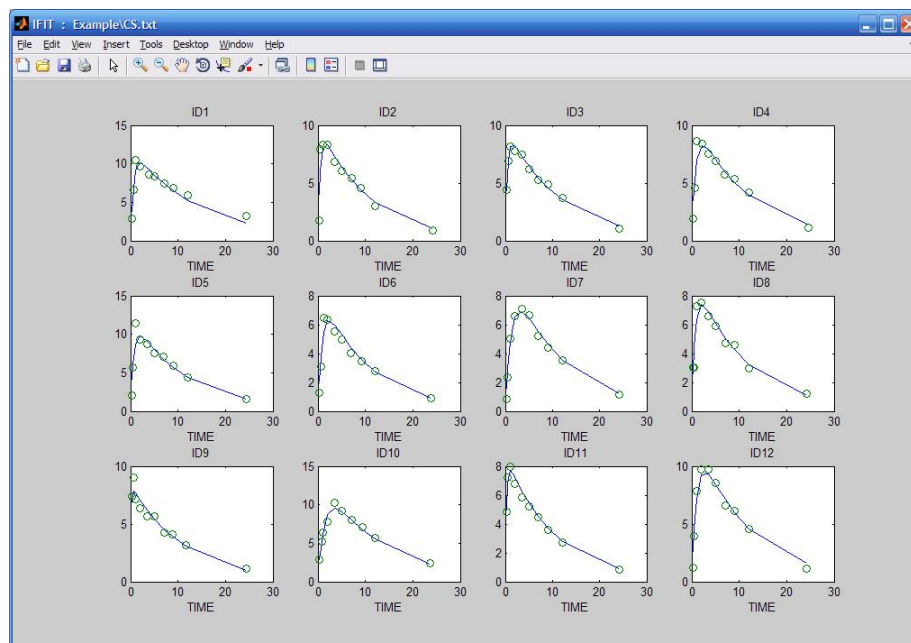 IFIT : Example\CS.txt
File Edit View Insert Tools Desktop Window Help
ID1 ID2 ID3 ID4
15 10 10 10
10
5 5 5 5
0 0 0 0
0 10 20 30 0 10 20 30 0 10 20 30 0 10 20 30
TIME TIME TIME TIME
ID5 ID6 ID7 ID8
15 8 8 8
10 6 6 6
4 4 4
5 2 2 2
0 0 0 0
0 10 20 30 0 10 20 30 0 10 20 30 0 10 20 30
TIME TIME TIME TIME
ID9 ID10 ID11 ID12
10 15 8 10
10 6
5 4 5
5 2
0 0 0 0
0 10 20 30 0 10 20 30 0 10 20 30 0 10 20 30
TIME TIME TIME TIME